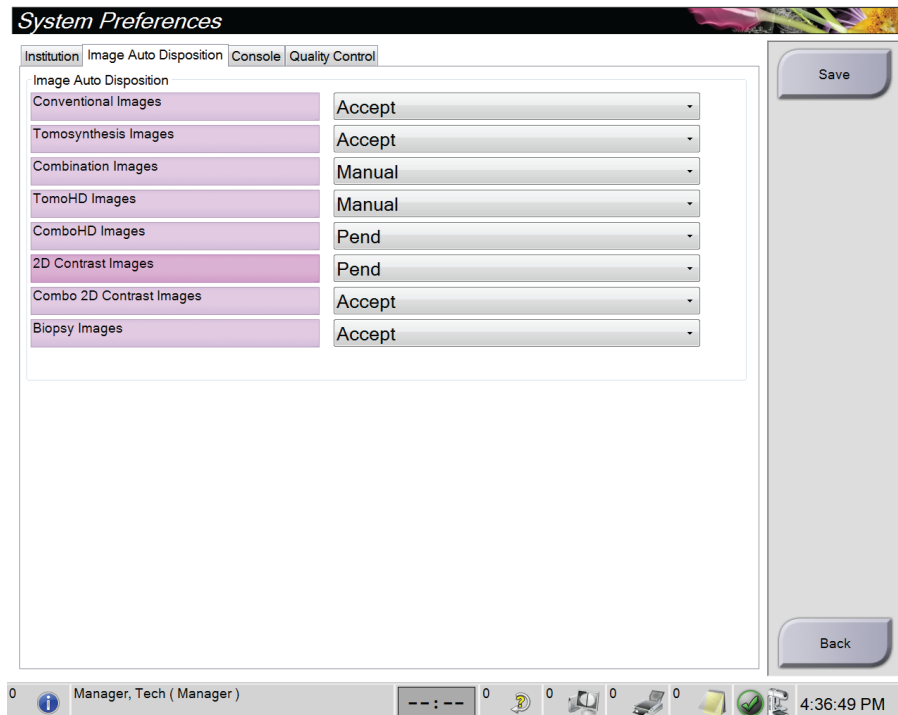 System Preferences
Institution Image Auto Disposition Console Quality Control
Save
Image Auto Disposition
Conventional Images Accept
Tomosynthesis Images Accept
Combination Images Manual
TomoHD Images Manual
ComboHD Images Pend
2D Contrast Images Pend
Combo 2D Contrast Images Accept
Biopsy Images Accept
Back
0 Manager, Tech ( Manager ) --:-- 0 0 0 0 4:36:49 PM